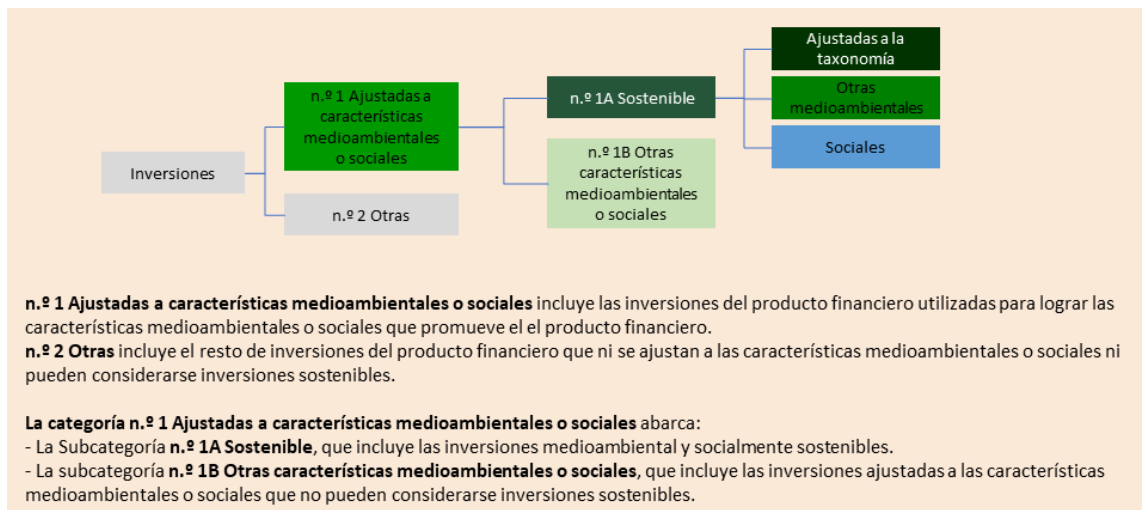 Ajustadas a la
taxonomía
n.º 1 Ajustadas a
características
medioambientales
o sociales
n.º 1A Sostenible
Otras
medioambientales
Sociales
n.º 1B Otras
características
medioambientales
o sociales
Inversiones
n.º 2 Otras
n.º 1 Ajustadas a características medioambientales o sociales incluye las inversiones del producto financiero utilizadas para lograr las
características medioambientales o sociales que promueve el el producto financiero.
n.º 2 Otras incluye el resto de inversiones del producto financiero que ni se ajustan a las características medioambientales o sociales ni
pueden considerarse inversiones sostenibles.
La categoría n.º 1 Ajustadas a características medioambientales o sociales abarca:
- La Subcategoría n.º 1A Sostenible, que incluye las inversiones medioambiental y socialmente sostenibles.
- La subcategoría n.º 1B Otras características medioambientales o sociales, que incluye las inversiones ajustadas a las características
medioambientales o sociales que no pueden considerarse inversiones sostenibles.